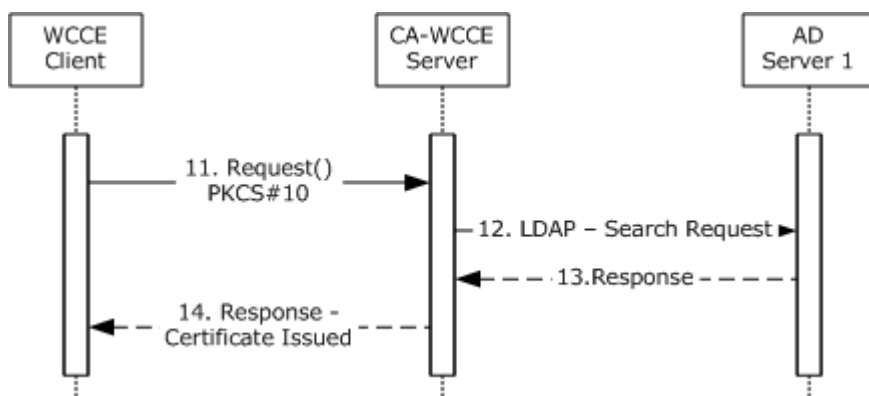 WCCE
Client
CA-WCCE
Server
AD
Server 1
11. Request()
PKCS#10
12. LDAP – Search Request
13.Response
14. Response -
Certificate Issued